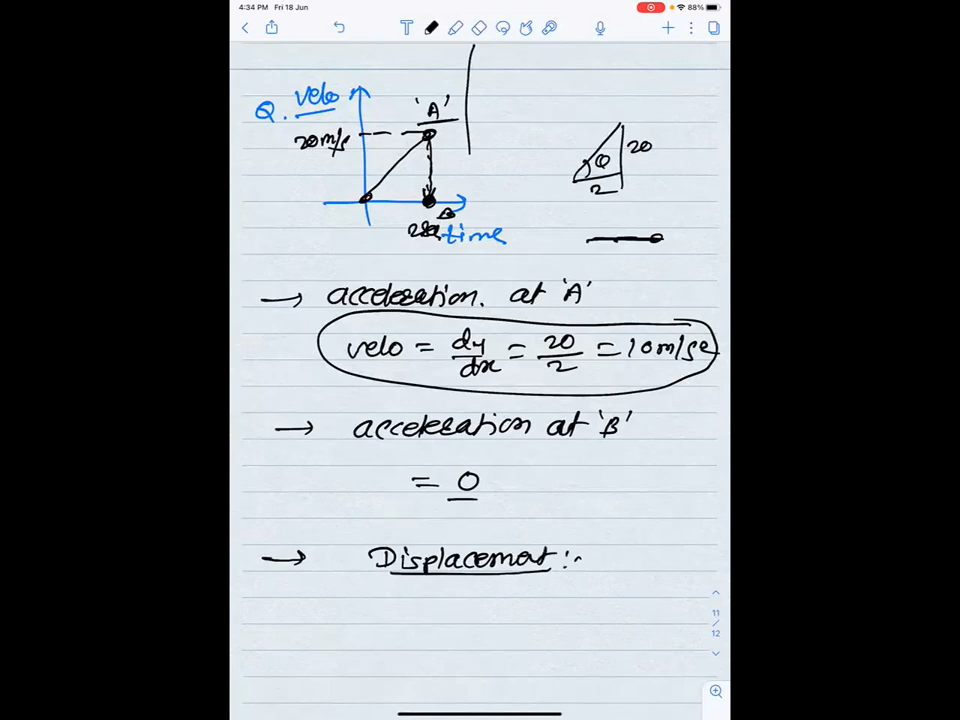 4:34 PM Fri 18 Jun
88%
T
Q. velo
'A'
20m/s
20
θ
2
B
time
→ acceleration. at 'A'
velo = dy/dx = 20/2 = 10m/se
→ acceleration at 'B'
= 0
→ Displacement :-
11
/
12